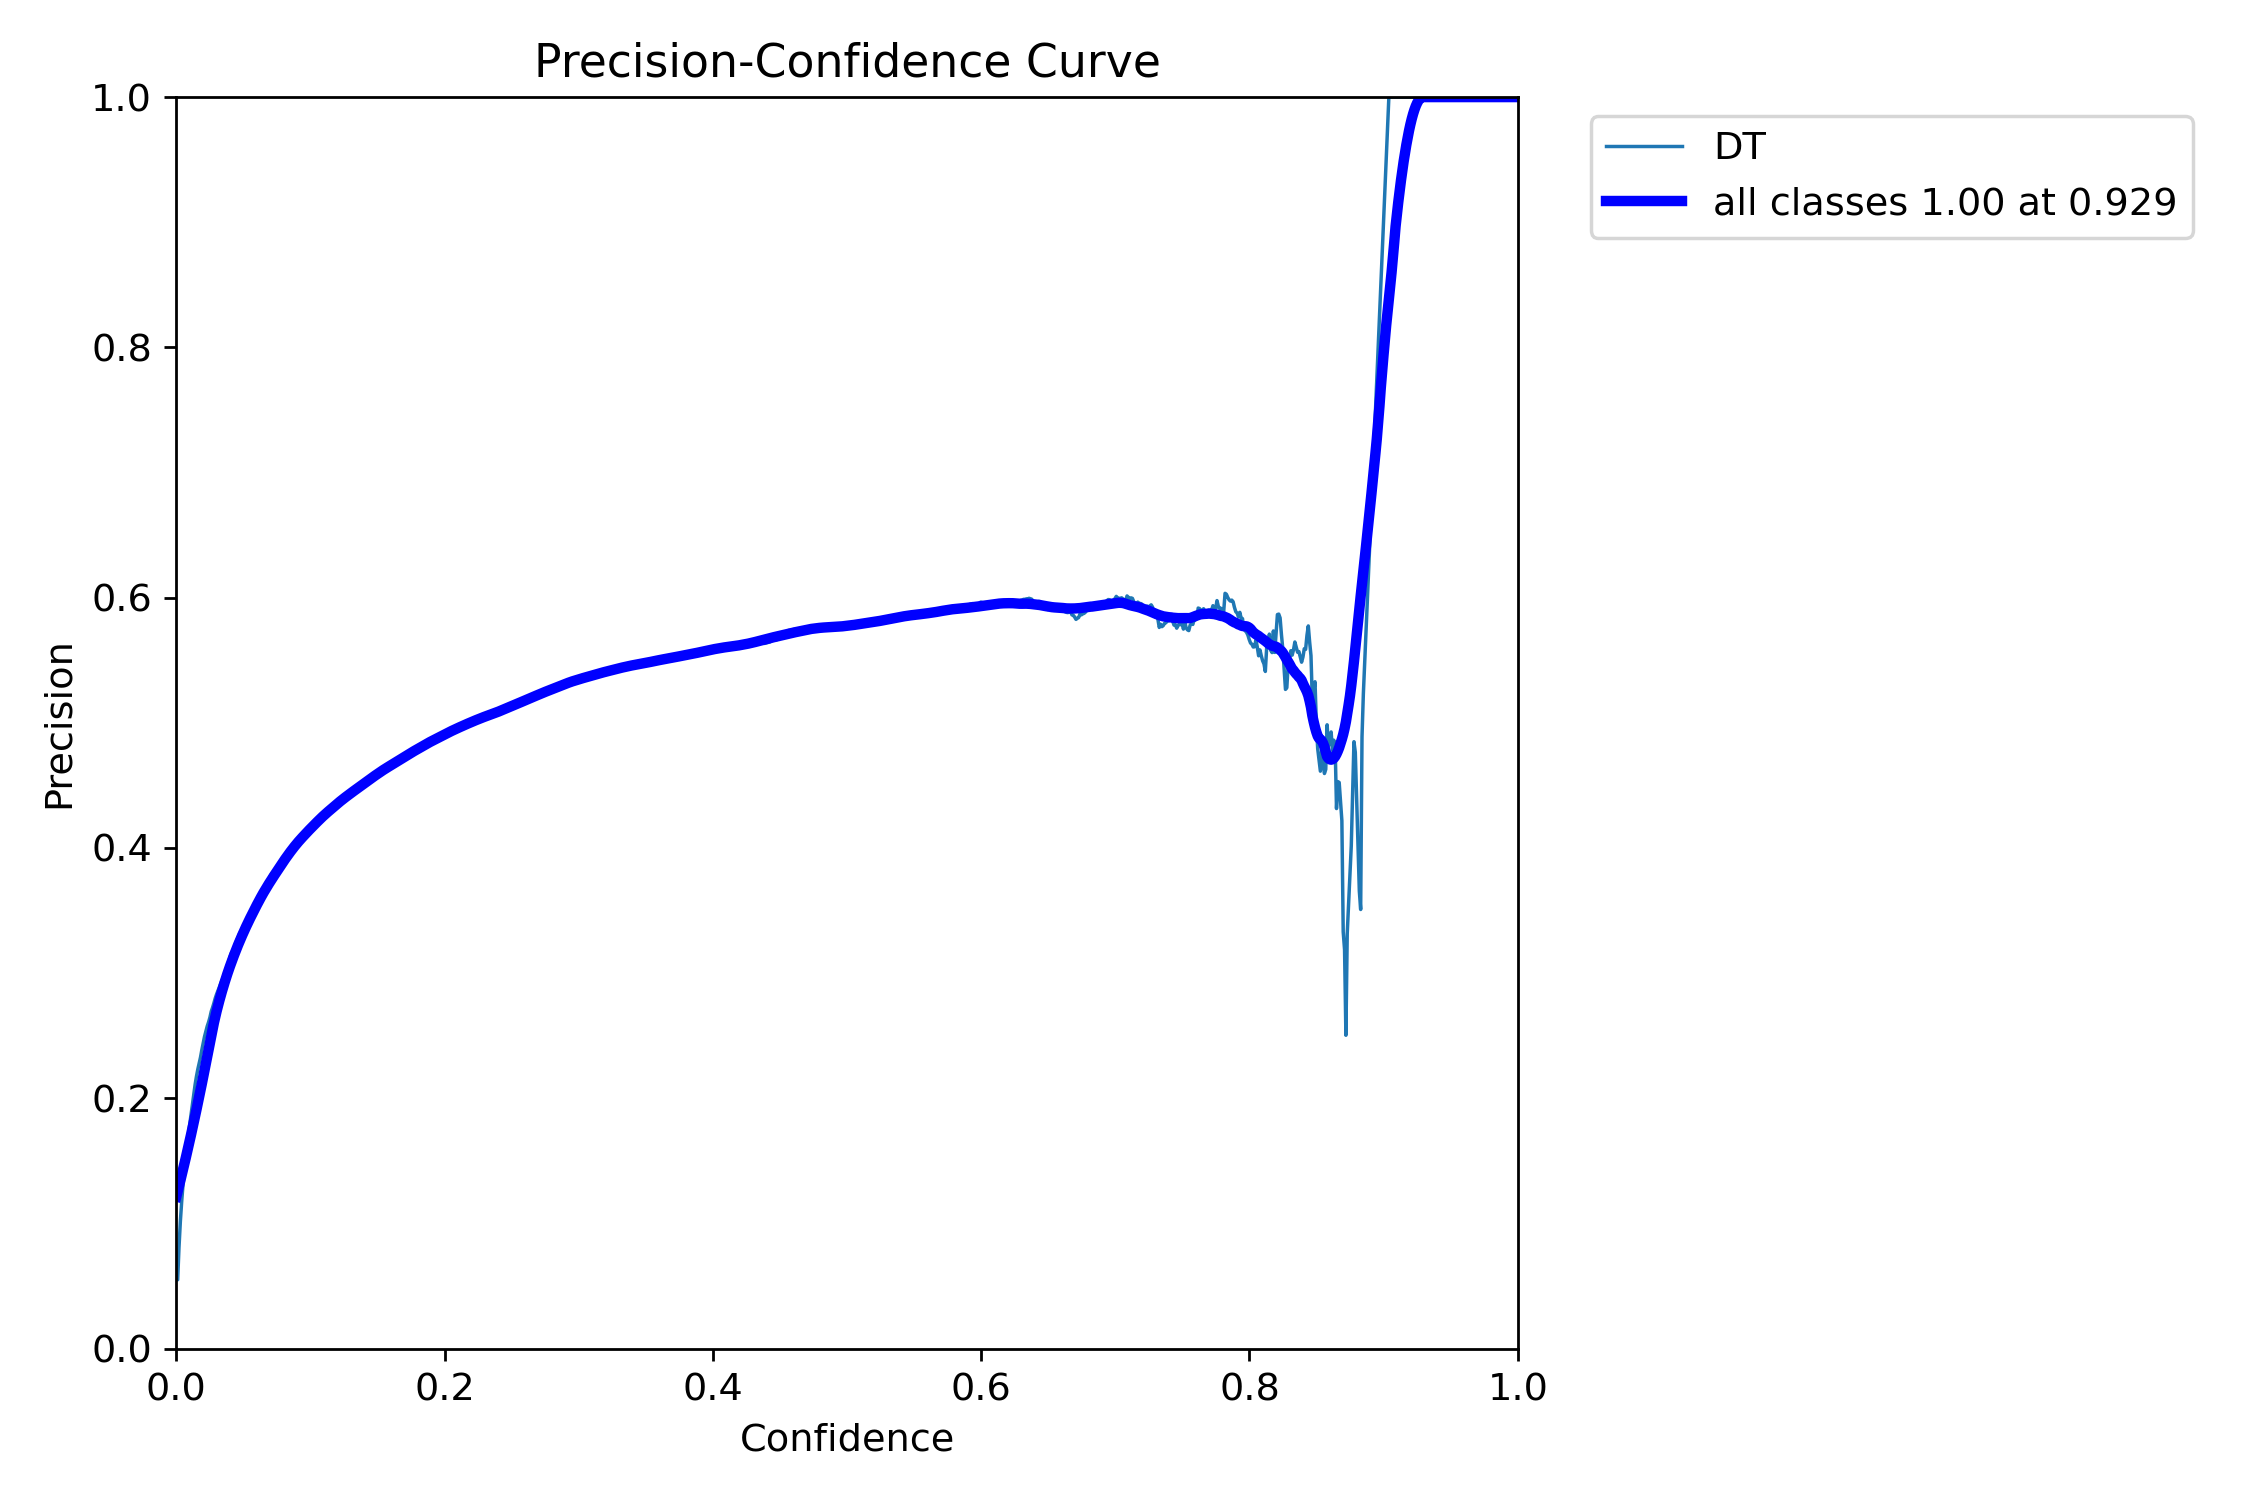 Precision-Confidence Curve
1.0
0.8
0.6
0.4
0.2
0.0
Precision
0.0 0.2 0.4 0.6 0.8 1.0
Confidence
DT
all classes 1.00 at 0.929